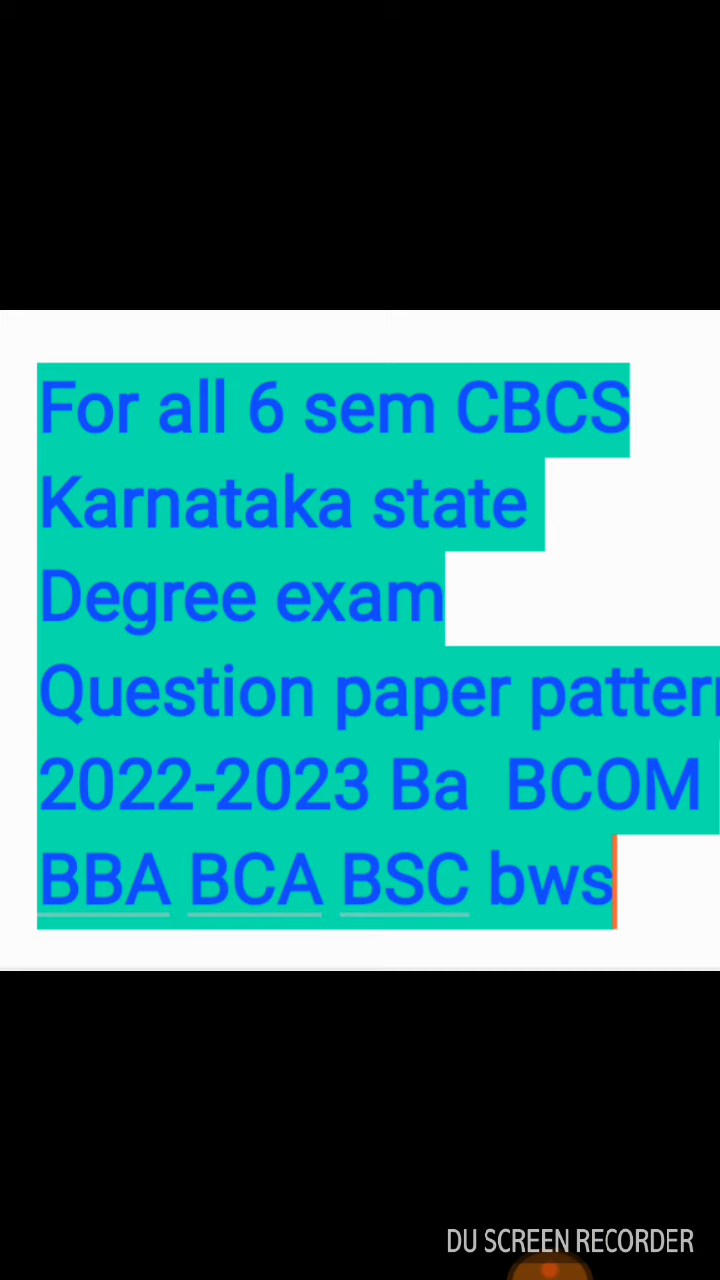 For all 6 sem CBCS
Karnataka state
Degree exam
Question paper pattern
2022-2023 Ba  BCOM
BBA BCA BSC bws
DU SCREEN RECORDER